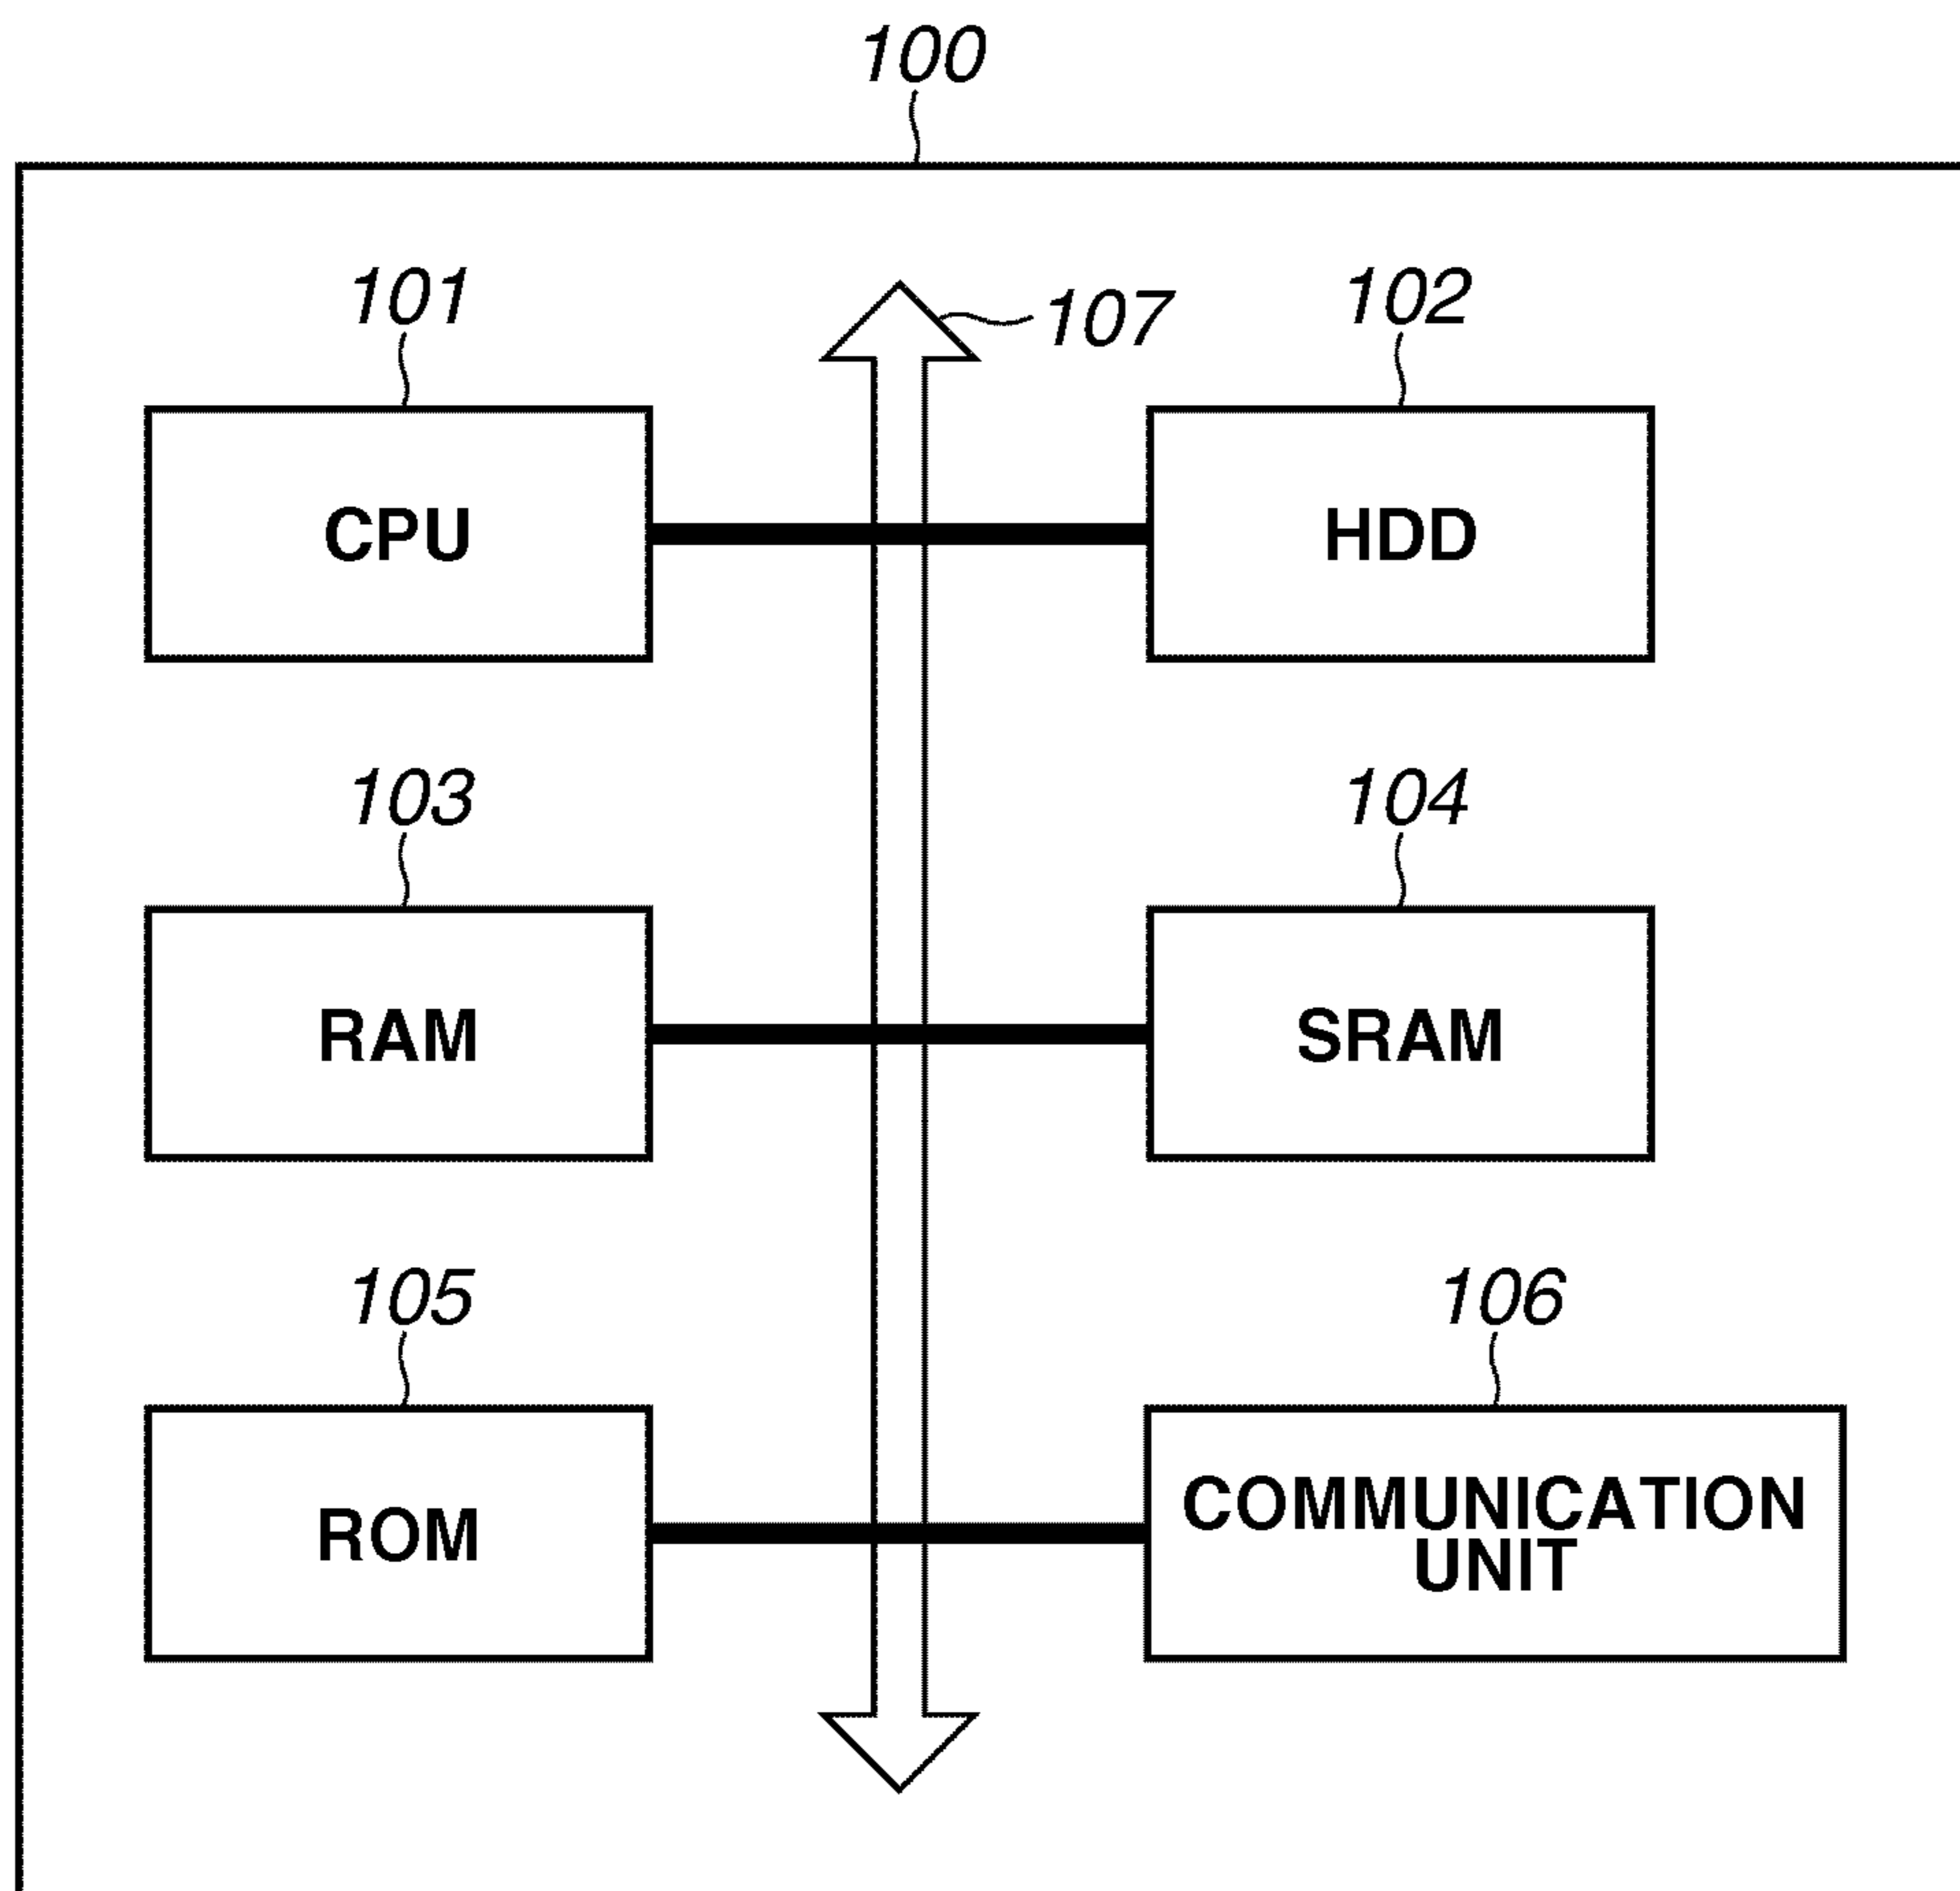 100
101
107
102
CPU
HDD
103
104
RAM
SRAM
105
106
ROM
COMMUNICATION
UNIT